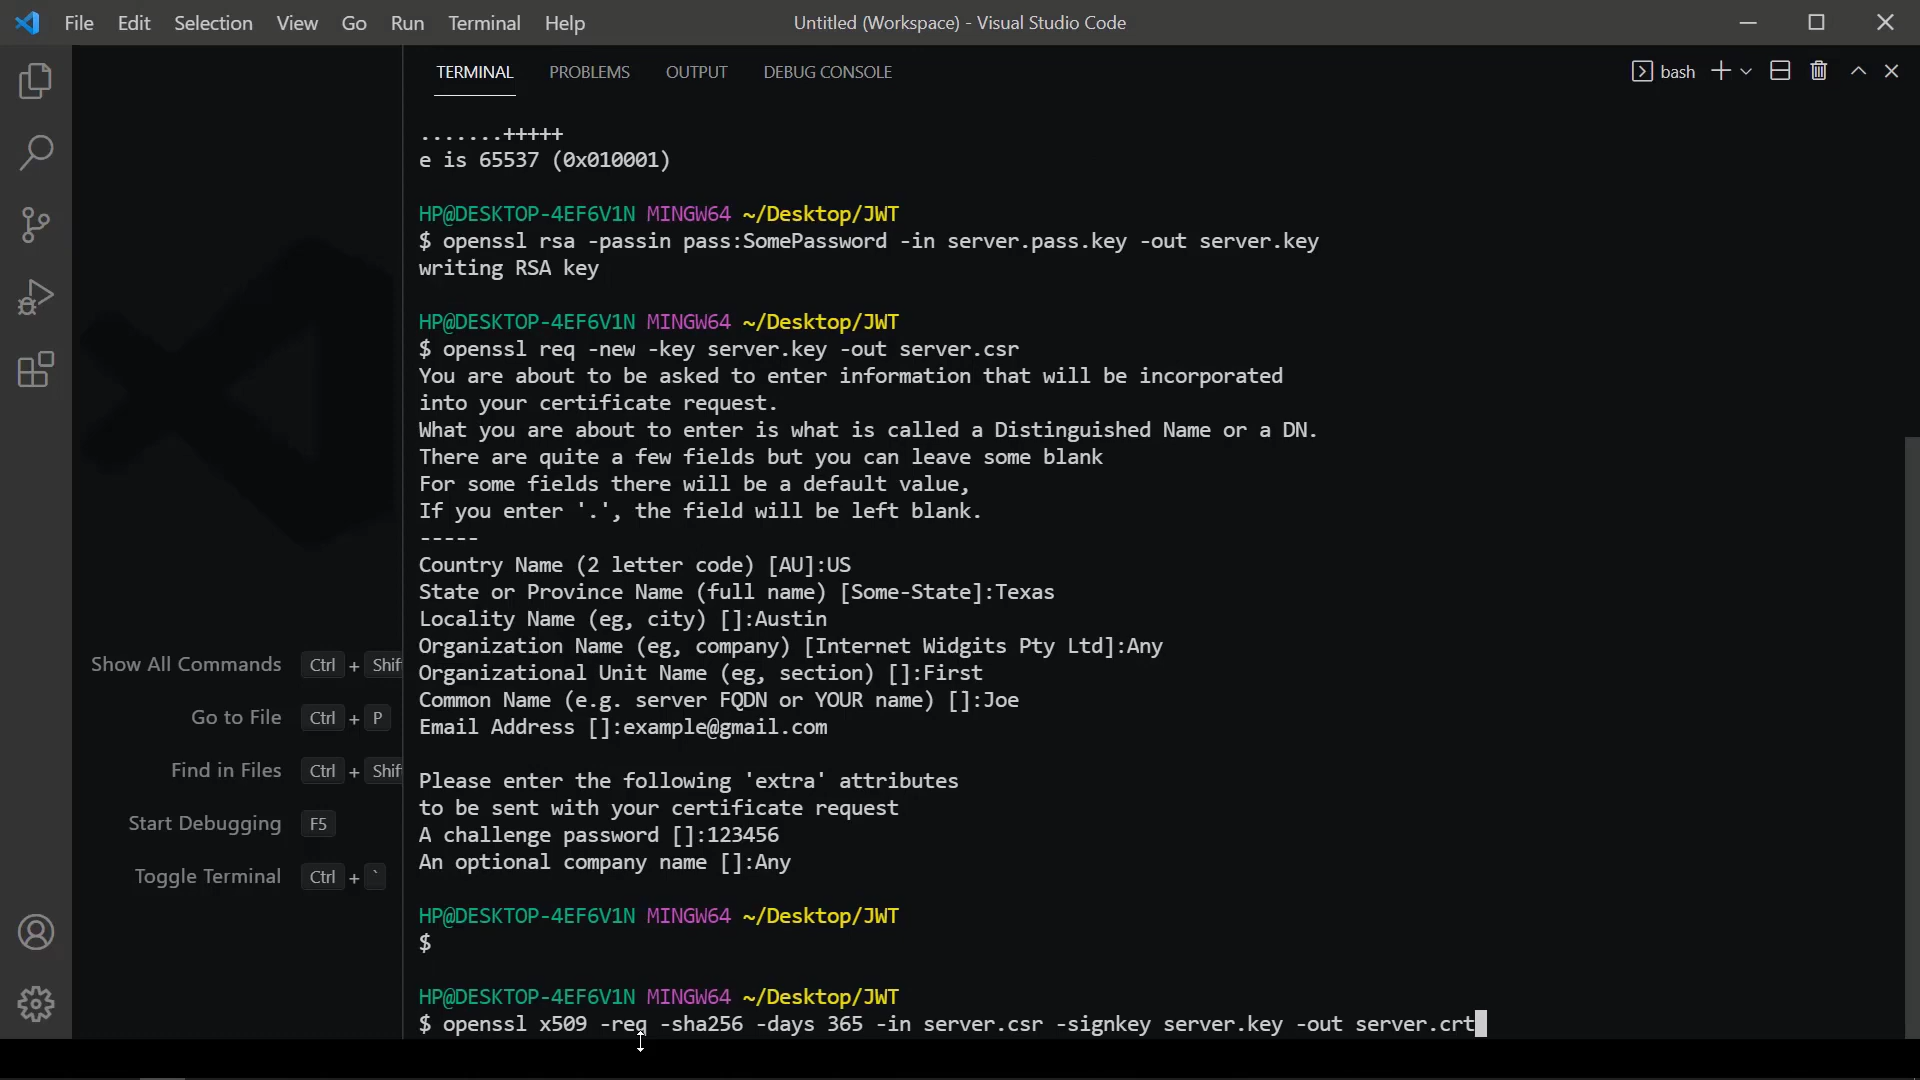 File Edit Selection View Go Run Terminal Help
Untitled (Workspace) - Visual Studio Code
TERMINAL PROBLEMS OUTPUT DEBUG CONSOLE
bash
.......+++++
e is 65537 (0x010001)
HP@DESKTOP-4EF6V1N MINGW64 ~/Desktop/JWT
$ openssl rsa -passin pass:SomePassword -in server.pass.key -out server.key
writing RSA key
HP@DESKTOP-4EF6V1N MINGW64 ~/Desktop/JWT
$ openssl req -new -key server.key -out server.csr
You are about to be asked to enter information that will be incorporated
into your certificate request.
What you are about to enter is what is called a Distinguished Name or a DN.
There are quite a few fields but you can leave some blank
For some fields there will be a default value,
If you enter '.', the field will be left blank.
-----
Country Name (2 letter code) [AU]:US
State or Province Name (full name) [Some-State]:Texas
Locality Name (eg, city) []:Austin
Organization Name (eg, company) [Internet Widgits Pty Ltd]:Any
Organizational Unit Name (eg, section) []:First
Common Name (e.g. server FQDN or YOUR name) []:Joe
Email Address []:example@gmail.com
Please enter the following 'extra' attributes
to be sent with your certificate request
A challenge password []:123456
An optional company name []:Any
HP@DESKTOP-4EF6V1N MINGW64 ~/Desktop/JWT
$
HP@DESKTOP-4EF6V1N MINGW64 ~/Desktop/JWT
$ openssl x509 -req -sha256 -days 365 -in server.csr -signkey server.key -out server.crt
Show All Commands Ctrl + Shif
Go to File Ctrl + P
Find in Files Ctrl + Shif
Start Debugging F5
Toggle Terminal Ctrl + `